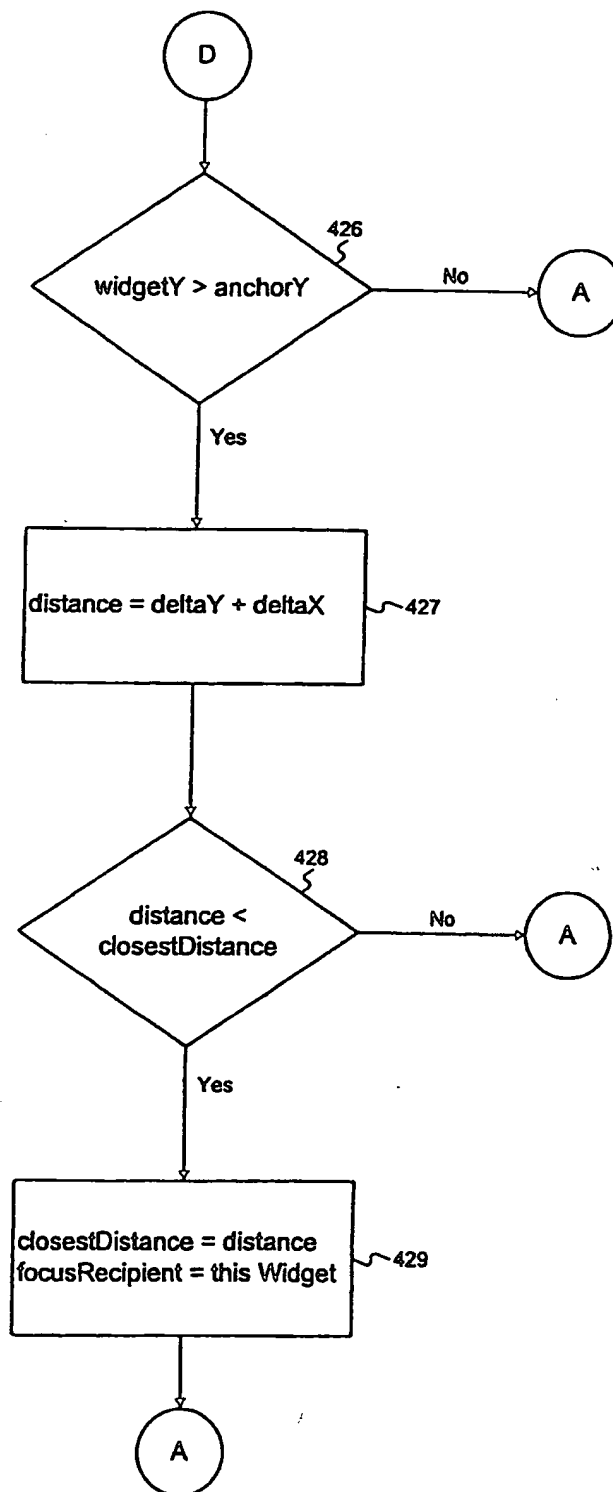 D
426
widgetY > anchorY
No
A
Yes
distance = deltaY + deltaX
427
428
distance <
closestDistance
No
A
Yes
closestDistance = distance
focusRecipient = this Widget
429
A